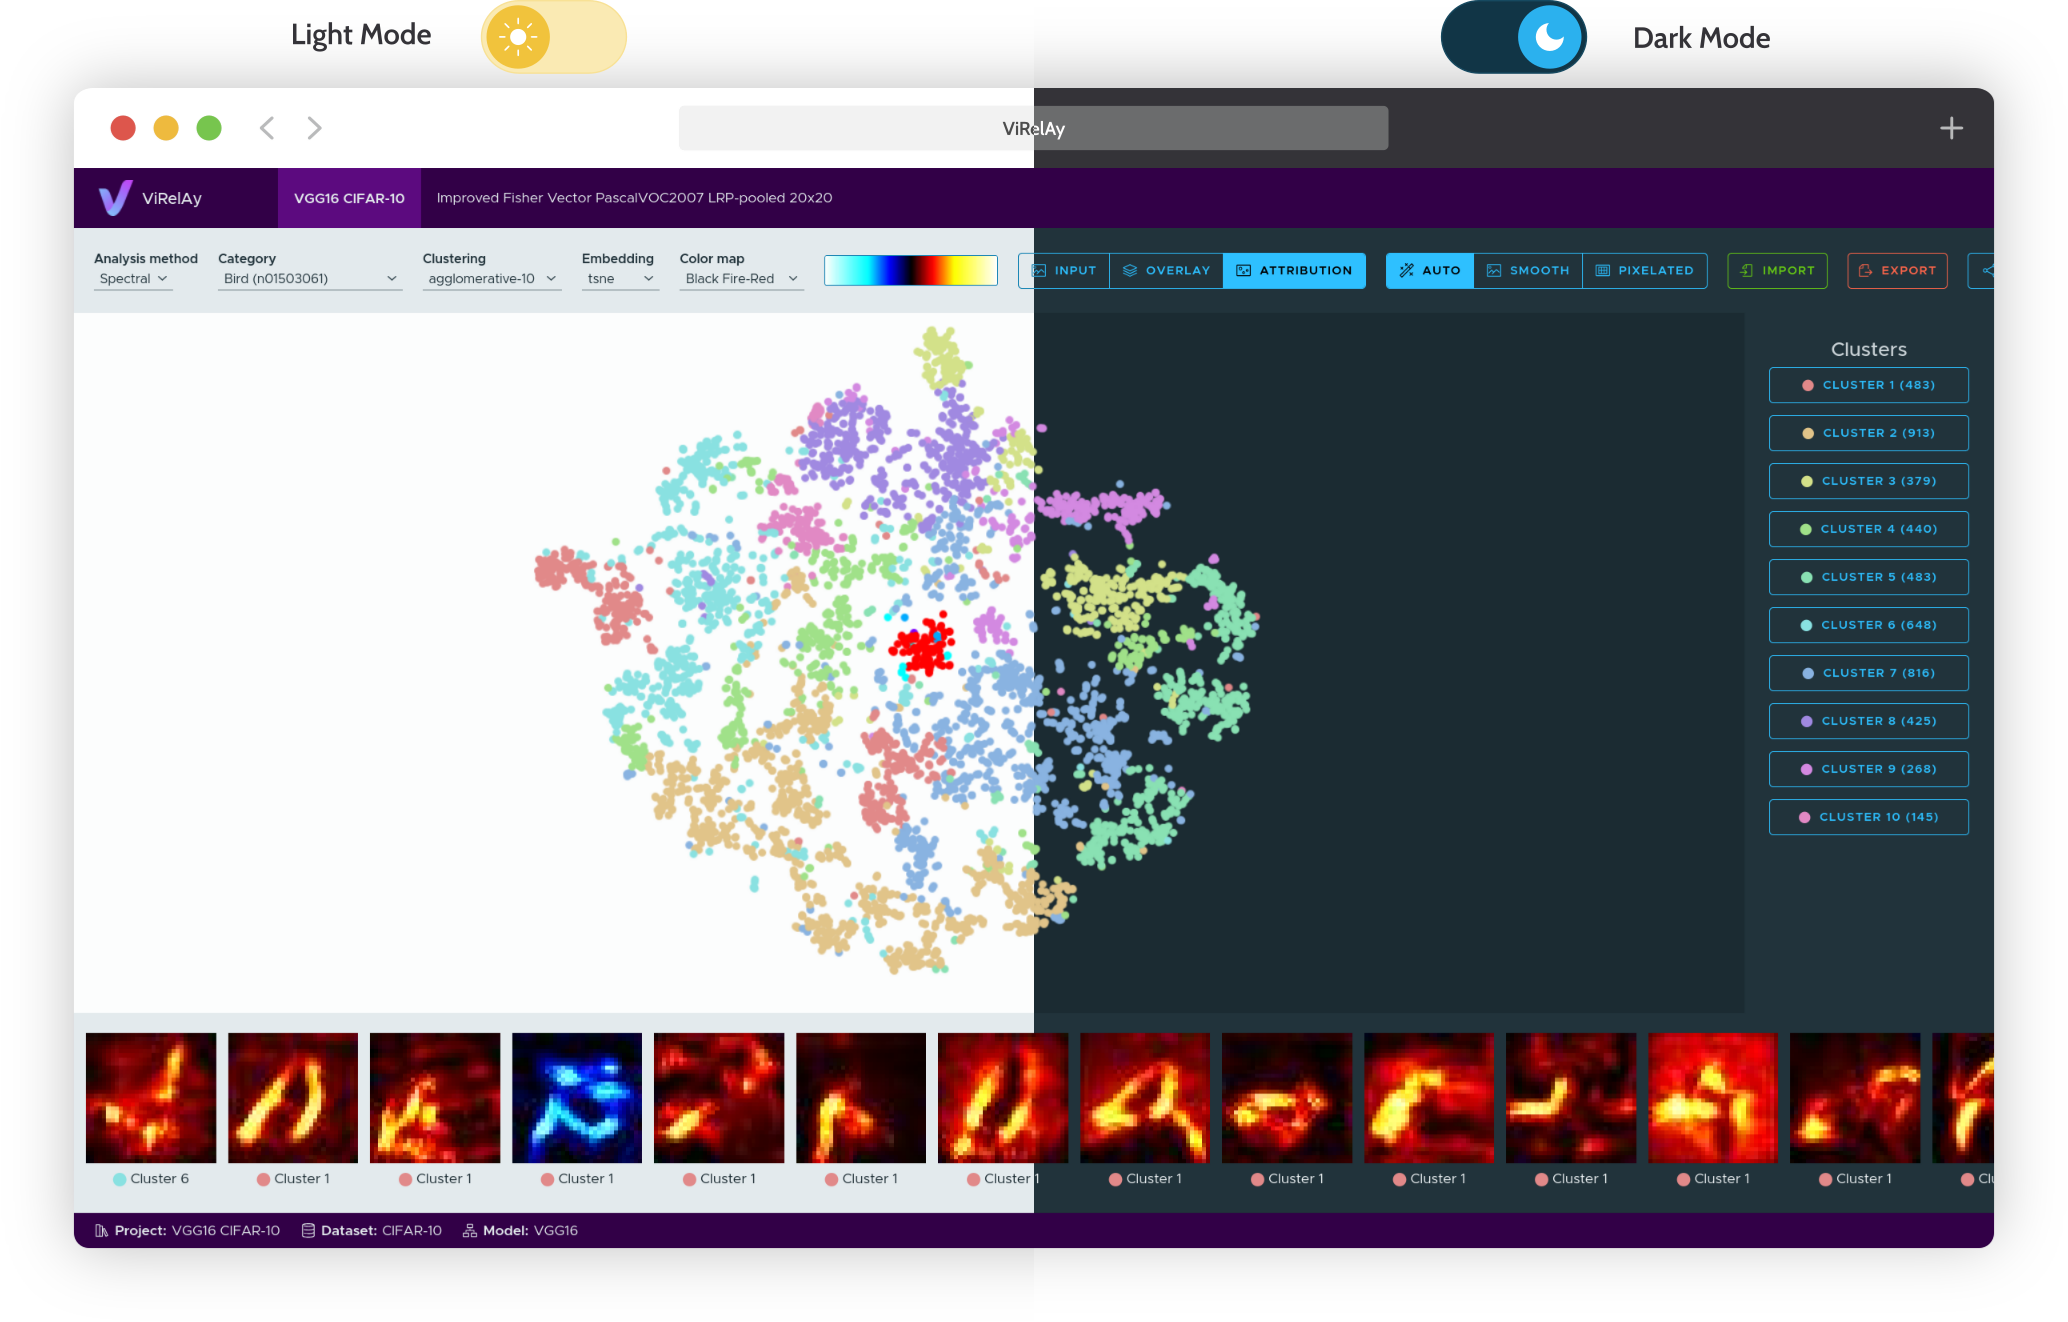 Light Mode
Dark Mode
ViRelAy
ViRelAy
VGG16 CIFAR-10
Improved Fisher Vector PascalVOC2007 LRP-pooled 20x20
Analysis method
Spectral
Category
Bird (n01503061)
Clustering
agglomerative-10
Embedding
tsne
Color map
Black Fire-Red
INPUT
OVERLAY
ATTRIBUTION
AUTO
SMOOTH
PIXELATED
IMPORT
EXPORT
Clusters
CLUSTER 1 (483)
CLUSTER 2 (913)
CLUSTER 3 (379)
CLUSTER 4 (440)
CLUSTER 5 (483)
CLUSTER 6 (648)
CLUSTER 7 (816)
CLUSTER 8 (425)
CLUSTER 9 (268)
CLUSTER 10 (145)
Cluster 6
Cluster 1
Cluster 1
Cluster 1
Cluster 1
Cluster 1
Cluster 1
Cluster 1
Cluster 1
Cluster 1
Cluster 1
Cluster 1
Cluster 1
Project: VGG16 CIFAR-10
Dataset: CIFAR-10
Model: VGG16